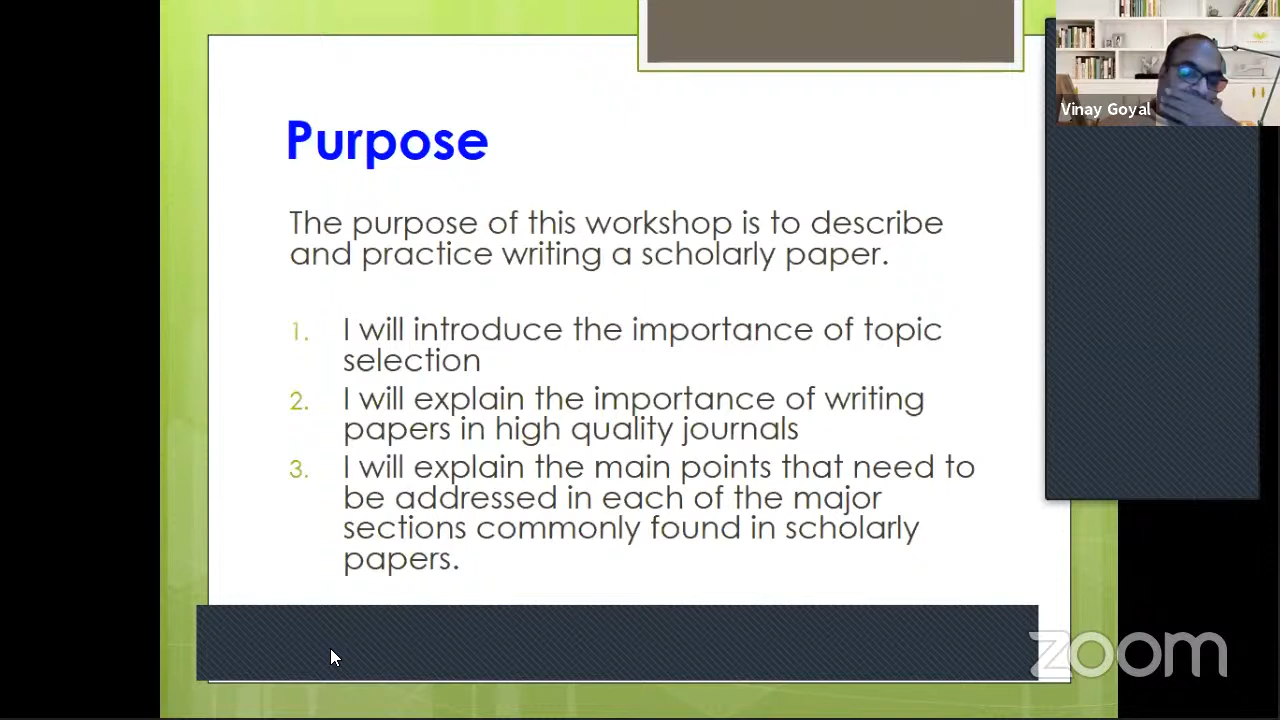 Purpose
The purpose of this workshop is to describe
and practice writing a scholarly paper.
1. I will introduce the importance of topic
selection
2. I will explain the importance of writing
papers in high quality journals
3. I will explain the main points that need to
be addressed in each of the major
sections commonly found in scholarly
papers.
Vinay Goyal
zoom